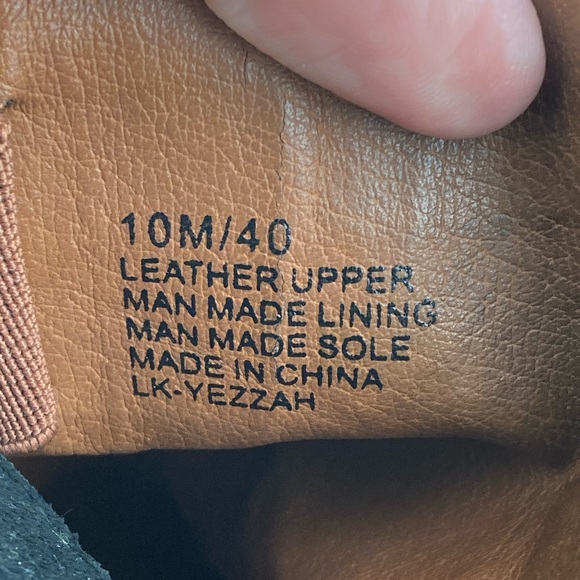 10M/40
LEATHER UPPER
MAN MADE LINING
MAN MADE SOLE
MADE IN CHINA
LK-YEZZAH